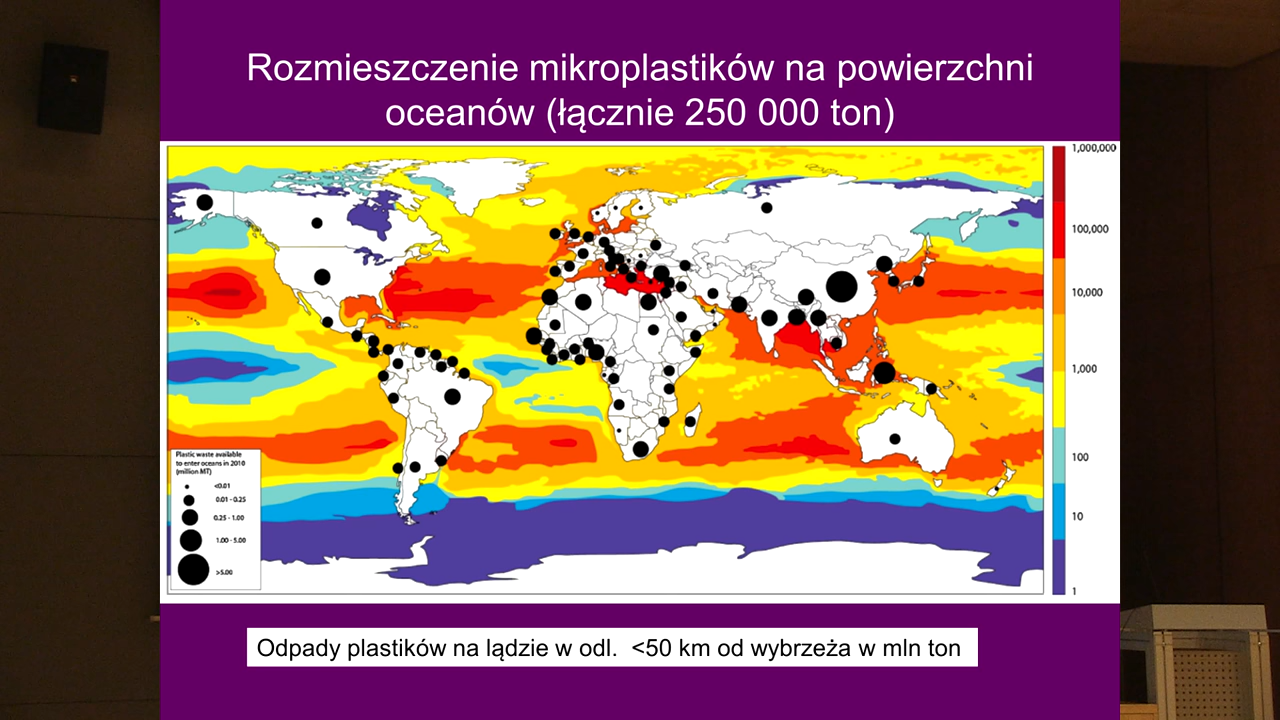 Rozmieszczenie mikroplastików na powierzchni
oceanów (łącznie 250 000 ton)
1,000,000
100,000
10,000
1,000
100
10
1
Plastic waste available
to enter oceans in 2010
(million MT)
<0.01
0.01 - 0.25
0.25 - 1.00
1.00 - 5.00
>5.00
Odpady plastików na lądzie w odl. <50 km od wybrzeża w mln ton